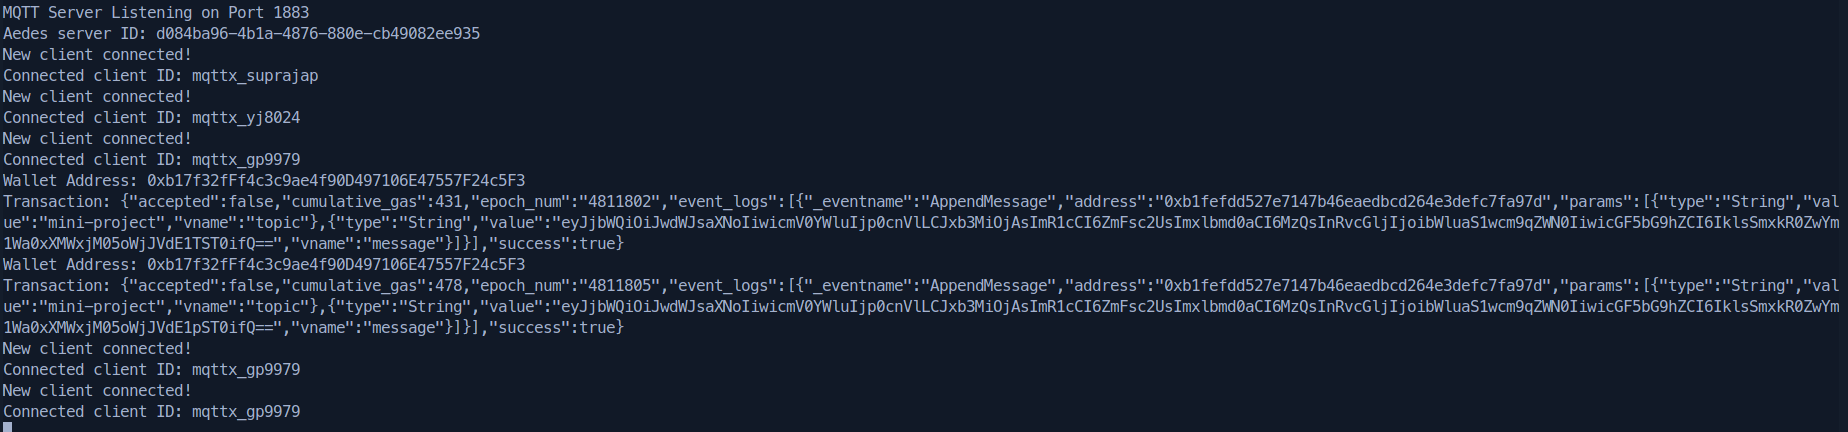 MQTT Server Listening on Port 1883
Aedes server ID: d084ba96-4b1a-4876-880e-cb49082ee935
New client connected!
Connected client ID: mqttx_suprajap
New client connected!
Connected client ID: mqttx_yj8024
New client connected!
Connected client ID: mqttx_gp9979
Wallet Address: 0xb17f32fFf4c3c9ae4f90D497106E47557F24c5F3
Transaction: {"accepted":false,"cumulative_gas":431,"epoch_num":"4811802","event_logs":[{"_eventname":"AppendMessage","address":"0xb1fefdd527e7147b46eaedbcd264e3defc7fa97d","params":[{"type":"String","val
ue":"mini-project","vname":"topic"},{"type":"String","value":"eyJjbWQiOiJwdWJsaXNoIiwicmV0YWluIjp0cnVlLCJxb3MiOjAsImR1cCI6ZmFsc2UsImxlbmd0aCI6MzQsInRvcGljIjoibWluaS1wcm9qZWN0IiwicGF5bG9hZCI6IklsSmxkR0ZwYm
1Wa0xXMWxjM05oWjJVdE1TST0ifQ==","vname":"message"}]}],"success":true}
Wallet Address: 0xb17f32fFf4c3c9ae4f90D497106E47557F24c5F3
Transaction: {"accepted":false,"cumulative_gas":478,"epoch_num":"4811805","event_logs":[{"_eventname":"AppendMessage","address":"0xb1fefdd527e7147b46eaedbcd264e3defc7fa97d","params":[{"type":"String","val
ue":"mini-project","vname":"topic"},{"type":"String","value":"eyJjbWQiOiJwdWJsaXNoIiwicmV0YWluIjp0cnVlLCJxb3MiOjAsImR1cCI6ZmFsc2UsImxlbmd0aCI6MzQsInRvcGljIjoibWluaS1wcm9qZWN0IiwicGF5bG9hZCI6IklsSmxkR0ZwYm
1Wa0xXMWxjM05oWjJVdE1pST0ifQ==","vname":"message"}]}],"success":true}
New client connected!
Connected client ID: mqttx_gp9979
New client connected!
Connected client ID: mqttx_gp9979